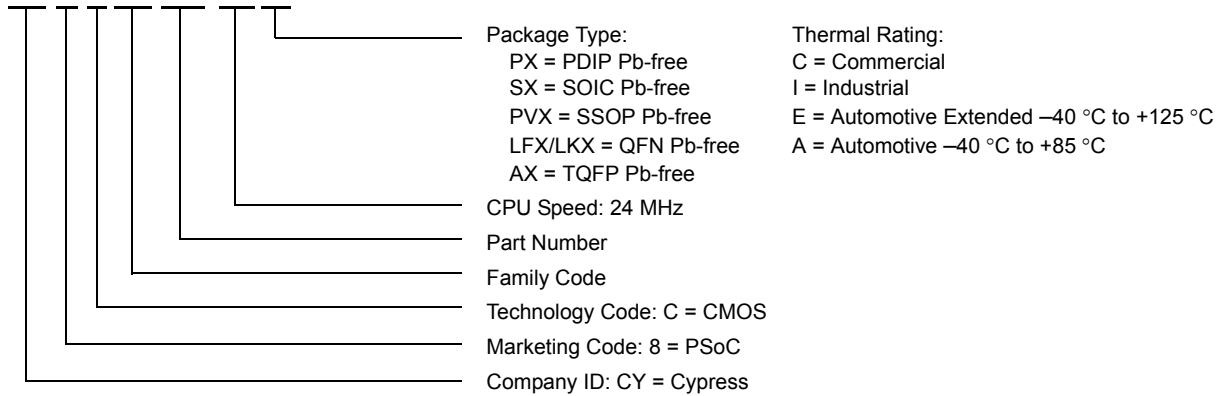 Package Type:
PX = PDIP Pb-free
SX = SOIC Pb-free
PVX = SSOP Pb-free
LFX/LKX = QFN Pb-free
AX = TQFP Pb-free
Thermal Rating:
C = Commercial
I = Industrial
E = Automotive Extended –40 °C to +125 °C
A = Automotive –40 °C to +85 °C
CPU Speed: 24 MHz
Part Number
Family Code
Technology Code: C = CMOS
Marketing Code: 8 = PSoC
Company ID: CY = Cypress